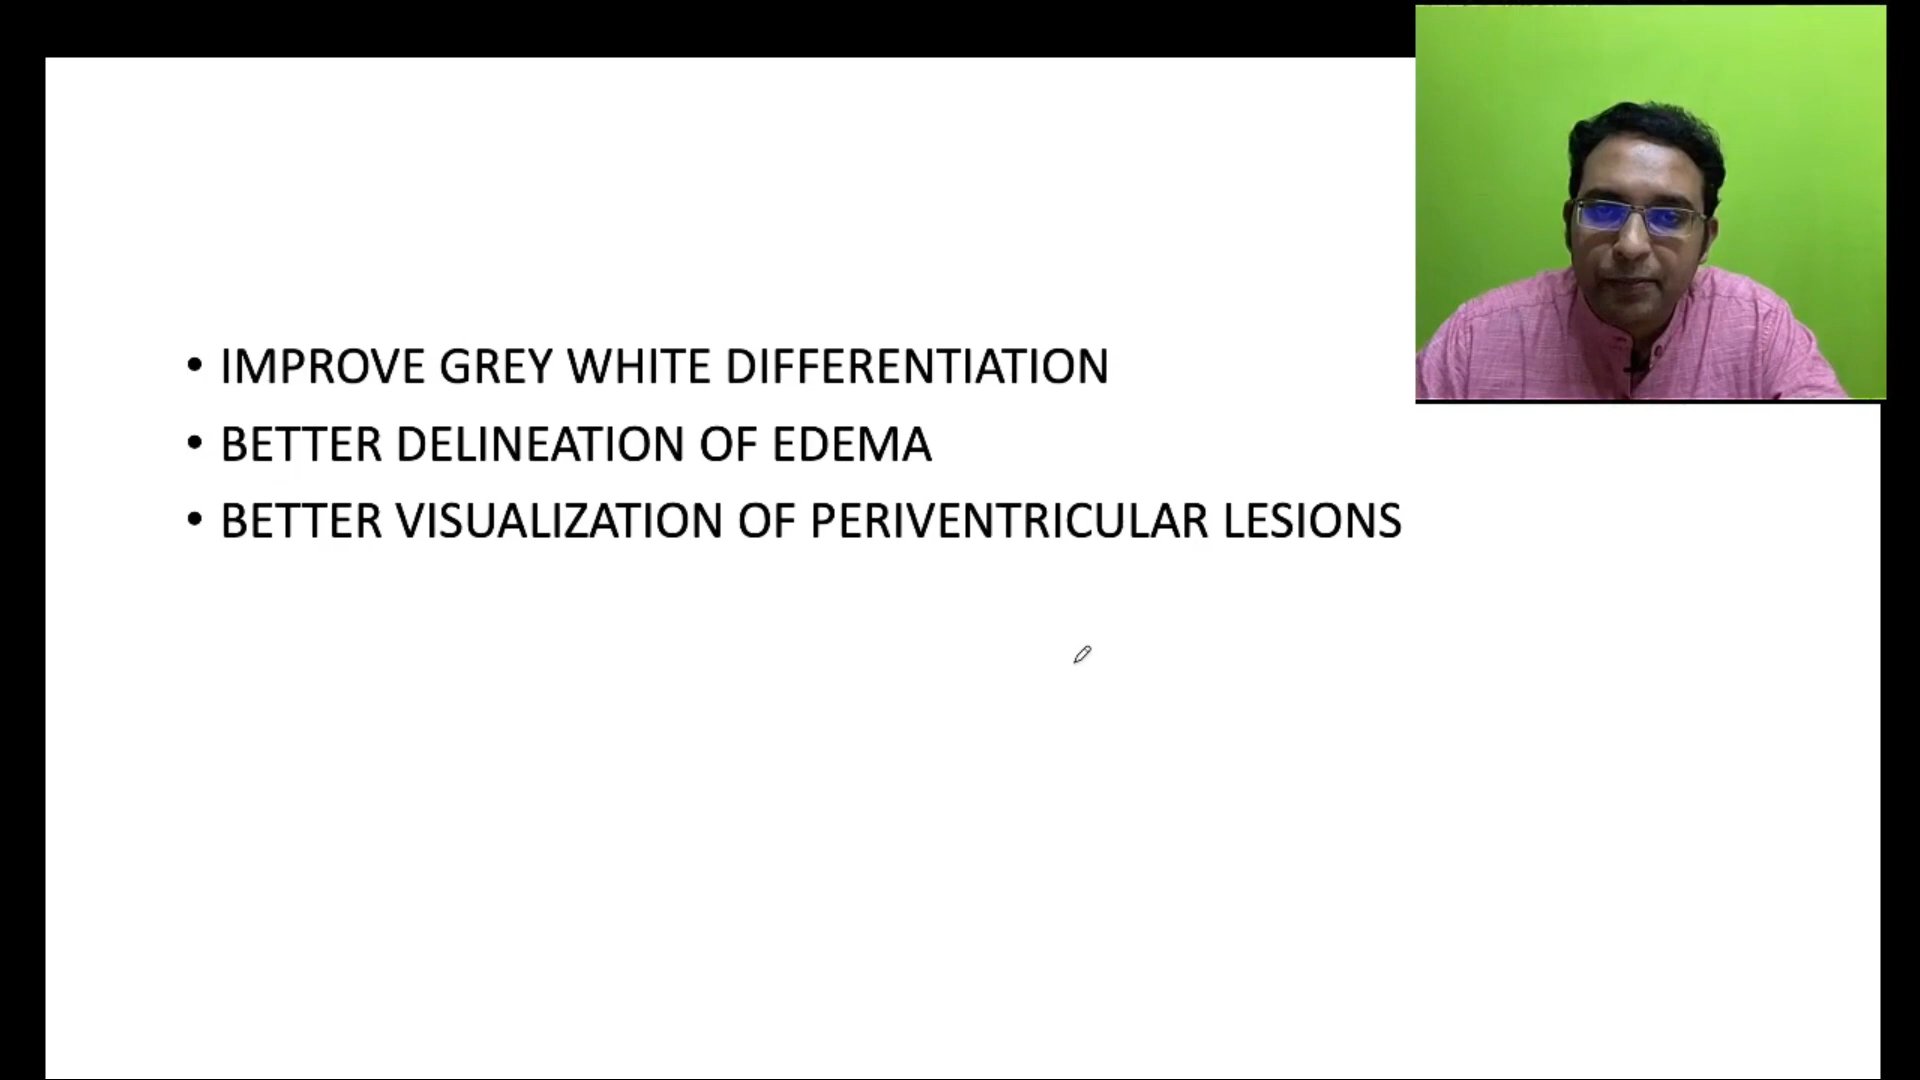 • IMPROVE GREY WHITE DIFFERENTIATION
• BETTER DELINEATION OF EDEMA
• BETTER VISUALIZATION OF PERIVENTRICULAR LESIONS